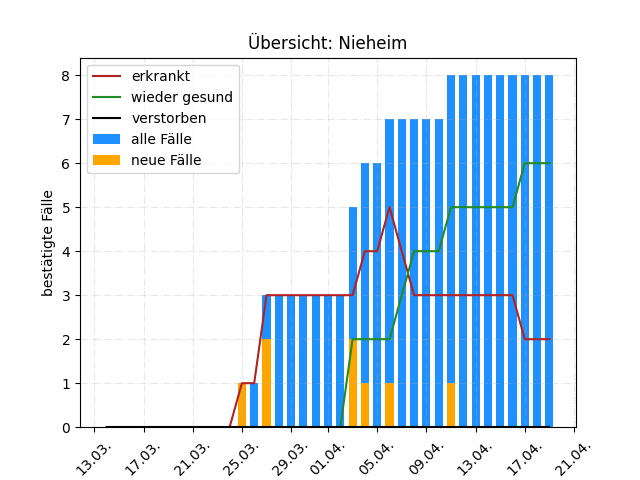 Übersicht: Nieheim
erkrankt
wieder gesund
verstorben
alle Fälle
neue Fälle
bestätigte Fälle
8
7
6
5
4
3
2
1
0
13.03.
17.03.
21.03.
25.03.
29.03.
01.04.
05.04.
09.04.
13.04.
17.04.
21.04.